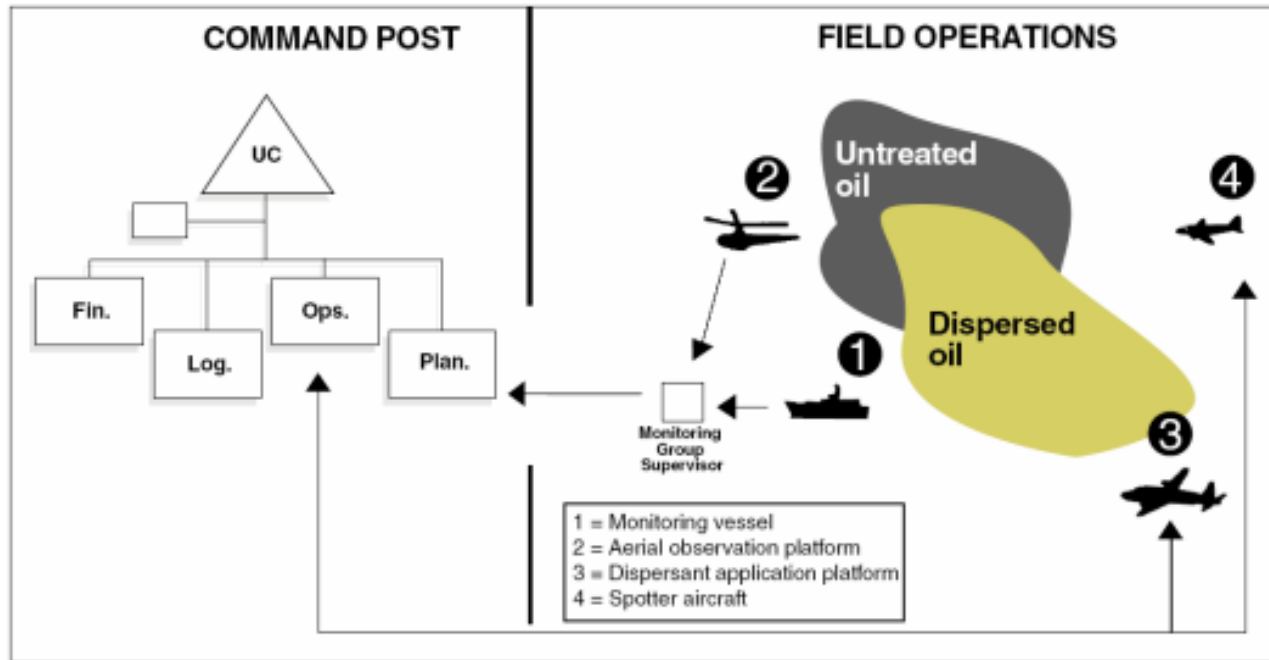 COMMAND POST
UC
Fin.
Log.
Ops.
Plan.
FIELD OPERATIONS
Untreated
oil
2
4
Dispersed
oil
1
3
Monitoring
Group
Supervisor
1 = Monitoring vessel
2 = Aerial observation platform
3 = Dispersant application platform
4 = Spotter aircraft